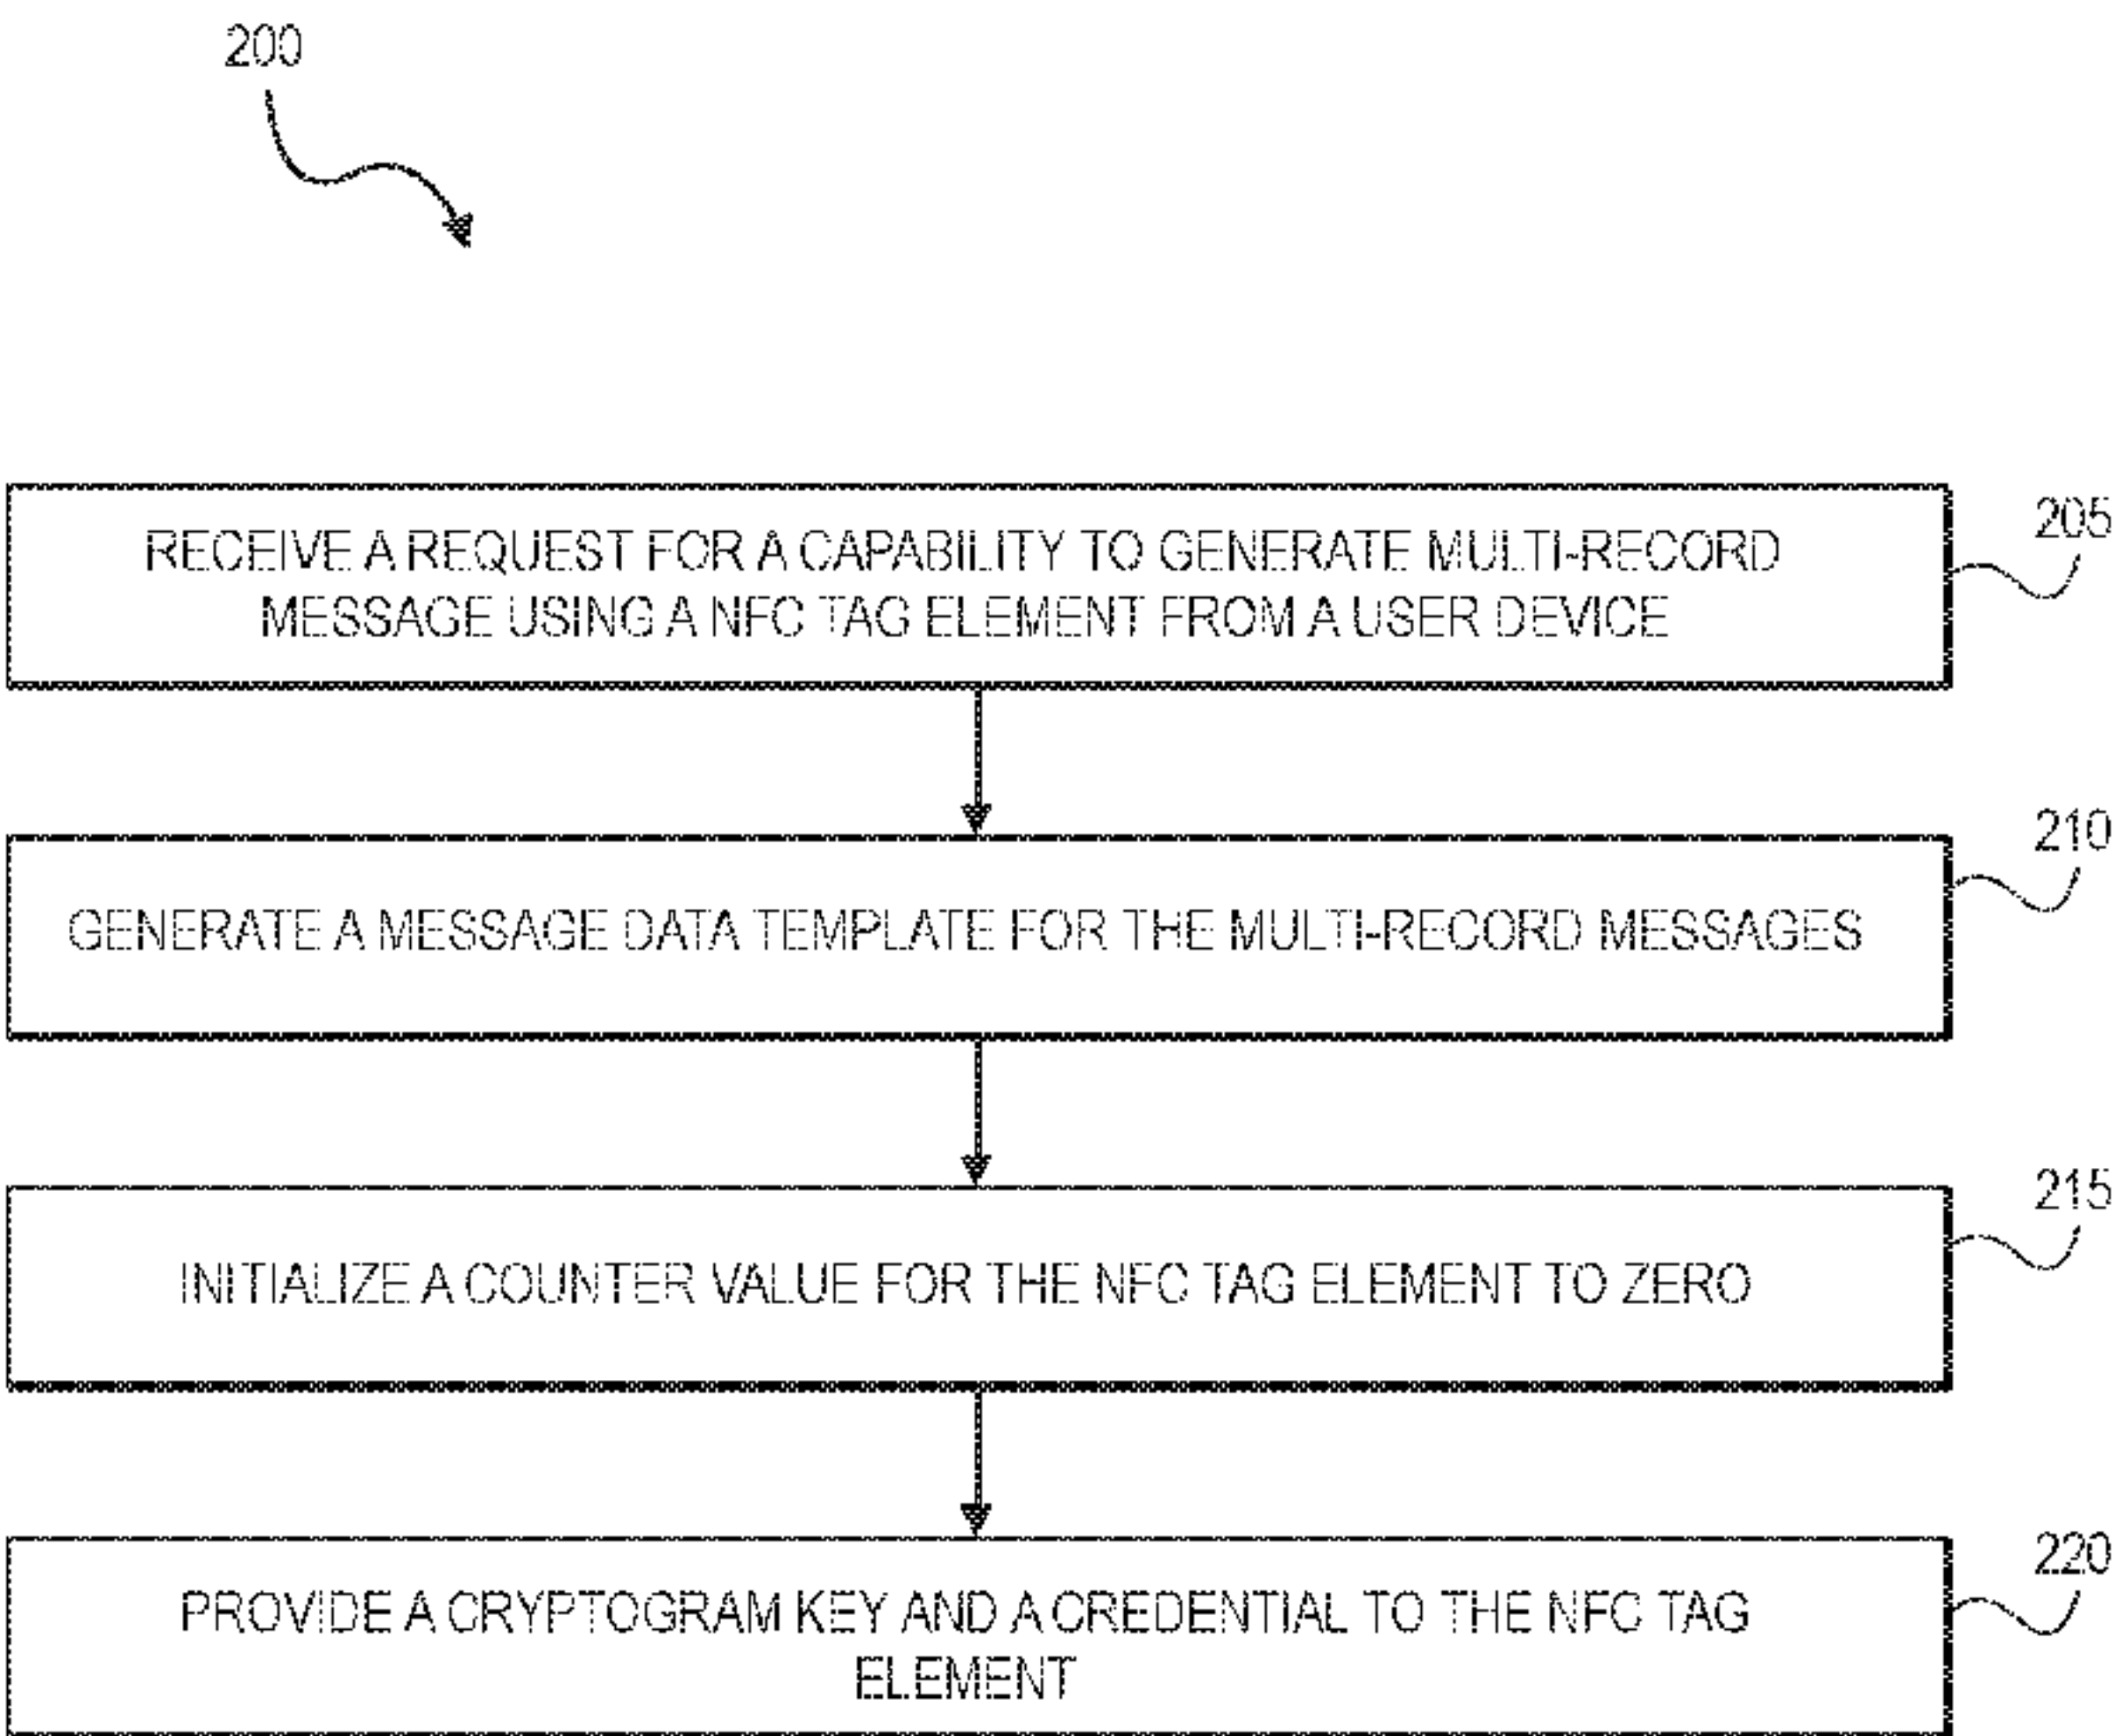 200
RECEIVE A REQUEST FOR A CAPABILITY TO GENERATE MULTI-RECORD
MESSAGE USING A NFC TAG ELEMENT FROM A USER DEVICE
205
GENERATE A MESSAGE DATA TEMPLATE FOR THE MULTI-RECORD MESSAGES
210
INITIALIZE A COUNTER VALUE FOR THE NFC TAG ELEMENT TO ZERO
215
PROVIDE A CRYPTOGRAM KEY AND A CREDENTIAL TO THE NFC TAG
ELEMENT
220